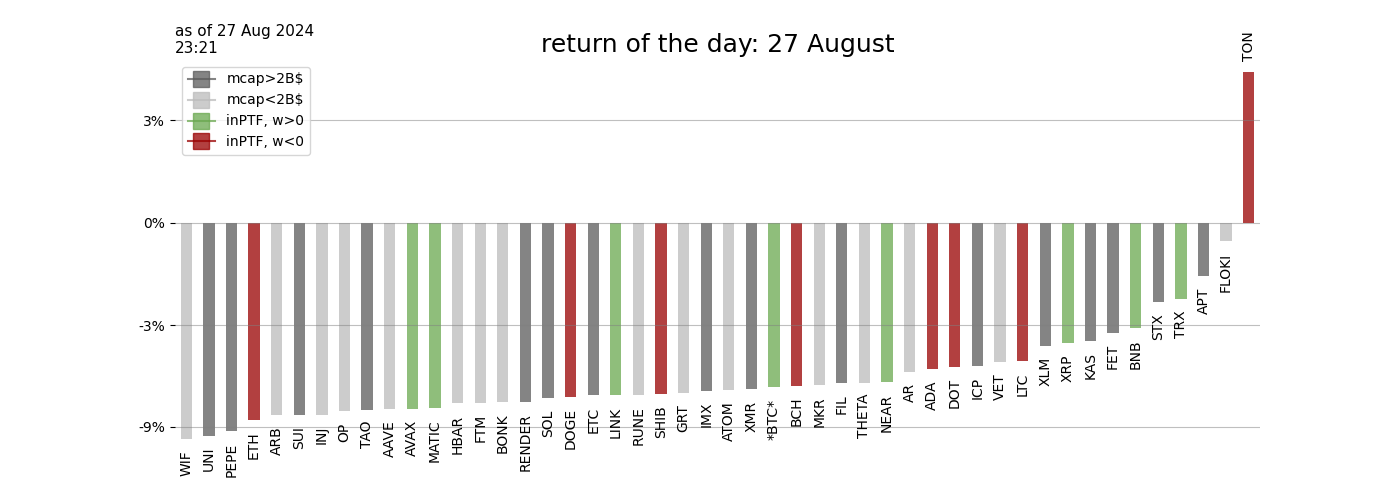 as of 27 Aug 2024
23:21
return of the day: 27 August
TON
mcap>2B$
mcap<2B$
inPTF, w>0
inPTF, w<0
3%
0%
-3%
-9%
WIF
UNI
PEPE
ETH
ARB
SUI
INJ
OP
TAO
AAVE
AVAX
MATIC
HBAR
FTM
BONK
RENDER
SOL
DOGE
ETC
LINK
RUNE
SHIB
GRT
IMX
ATOM
XMR
*BTC*
BCH
MKR
FIL
THETA
NEAR
AR
ADA
DOT
ICP
VET
LTC
XLM
XRP
KAS
FET
BNB
STX
TRX
APT
FLOKI